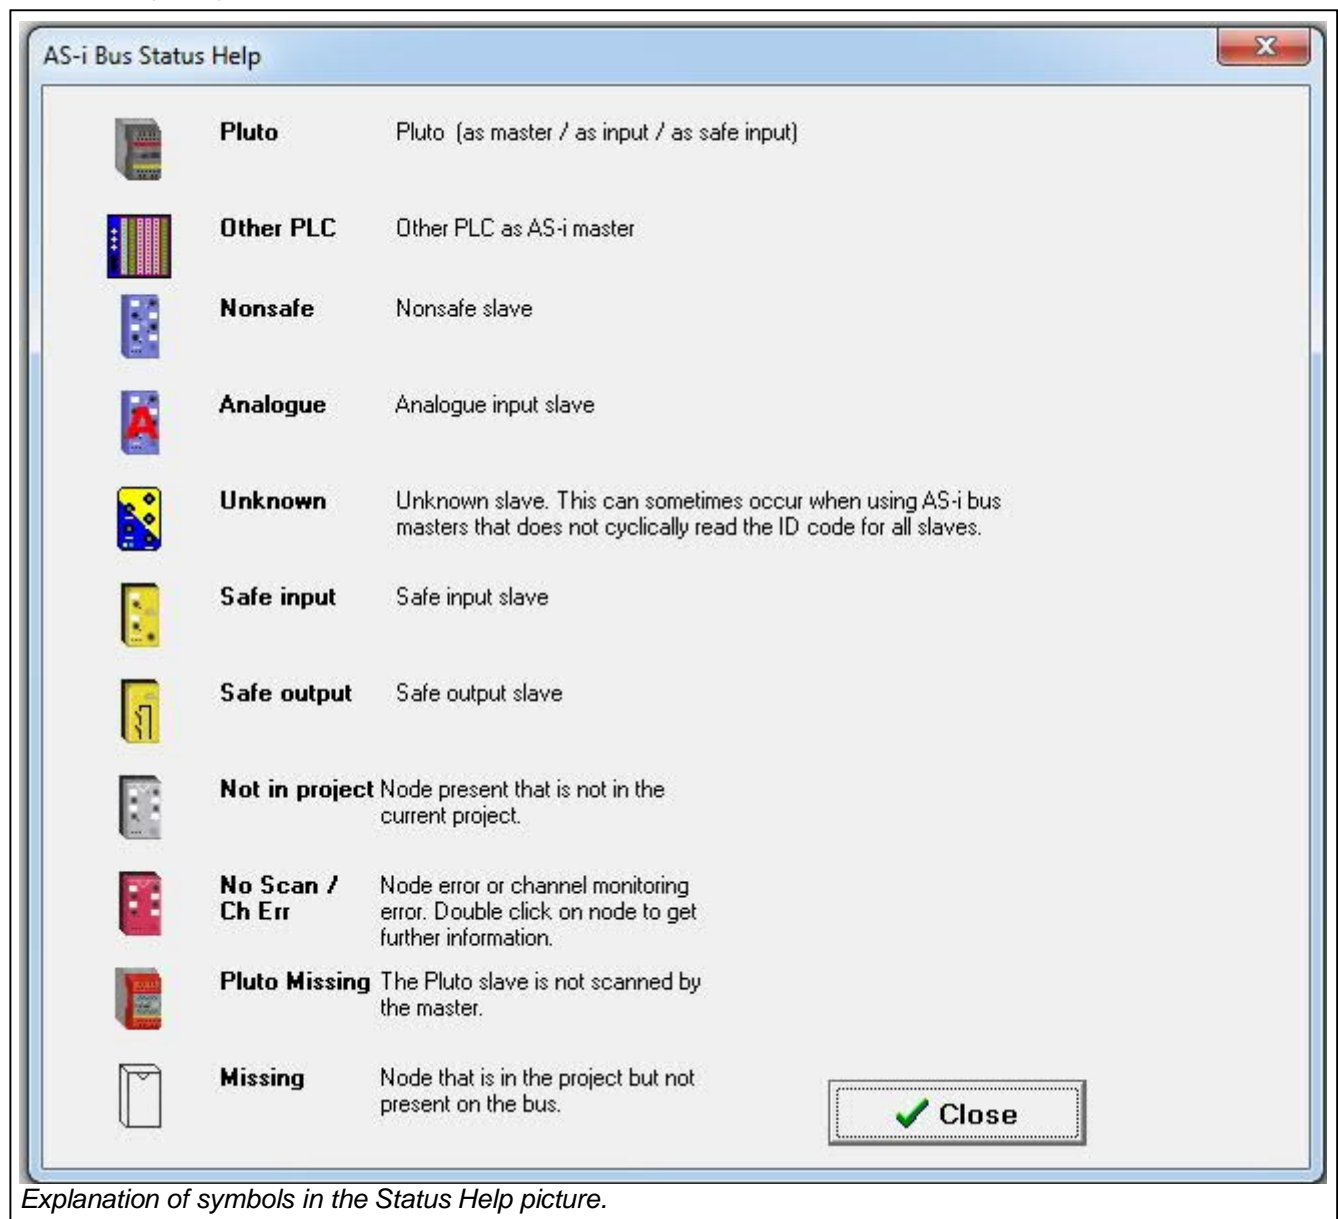 AS-i Bus Status Help
Pluto Pluto (as master / as input / as safe input)
Other PLC Other PLC as AS-i master
Nonsafe Nonsafe slave
A
Analogue Analogue input slave
Unknown Unknown slave. This can sometimes occur when using AS-i bus
masters that does not cyclically read the ID code for all slaves.
Safe input Safe input slave
Safe output Safe output slave
Not in project Node present that is not in the
current project.
No Scan / Node error or channel monitoring
Ch Err error. Double click on node to get
further information.
Pluto Missing The Pluto slave is not scanned by
the master.
Missing Node that is in the project but not
present on the bus.
Close
Explanation of symbols in the Status Help picture.